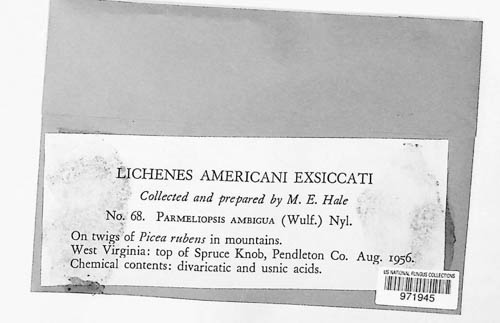 LICHENES AMERICANI EXSICCATI
Collected and prepared by M. E. Hale
No. 68. PARMELIOPSIS AMBIGUA (Wulf.) Nyl.
On twigs of Picea rubens in mountains.
West Virginia: top of Spruce Knob, Pendleton Co. Aug. 1956.
Chemical contents: divaricatic and usnic acids.
US NATIONAL FUNGUS COLLECTIONS
971945